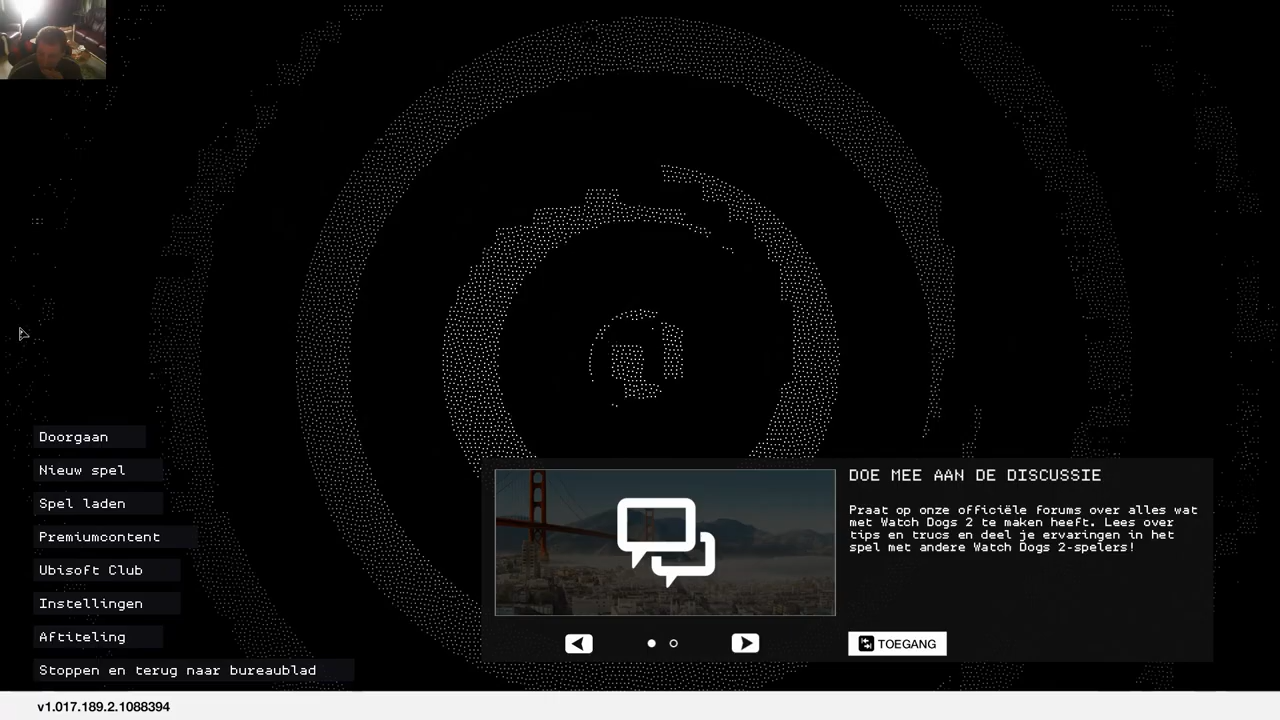 Doorgaan
Nieuw spel
Spel laden
Premiumcontent
Ubisoft Club
Instellingen
Aftiteling
Stoppen en terug naar bureaublad
DOE MEE AAN DE DISCUSSIE
Praat op onze officiële forums over alles wat
met Watch Dogs 2 te maken heeft. Lees over
tips en trucs en deel je ervaringen in het
spel met andere Watch Dogs 2-spelers!
TOEGANG
v1.017.189.2.1088394